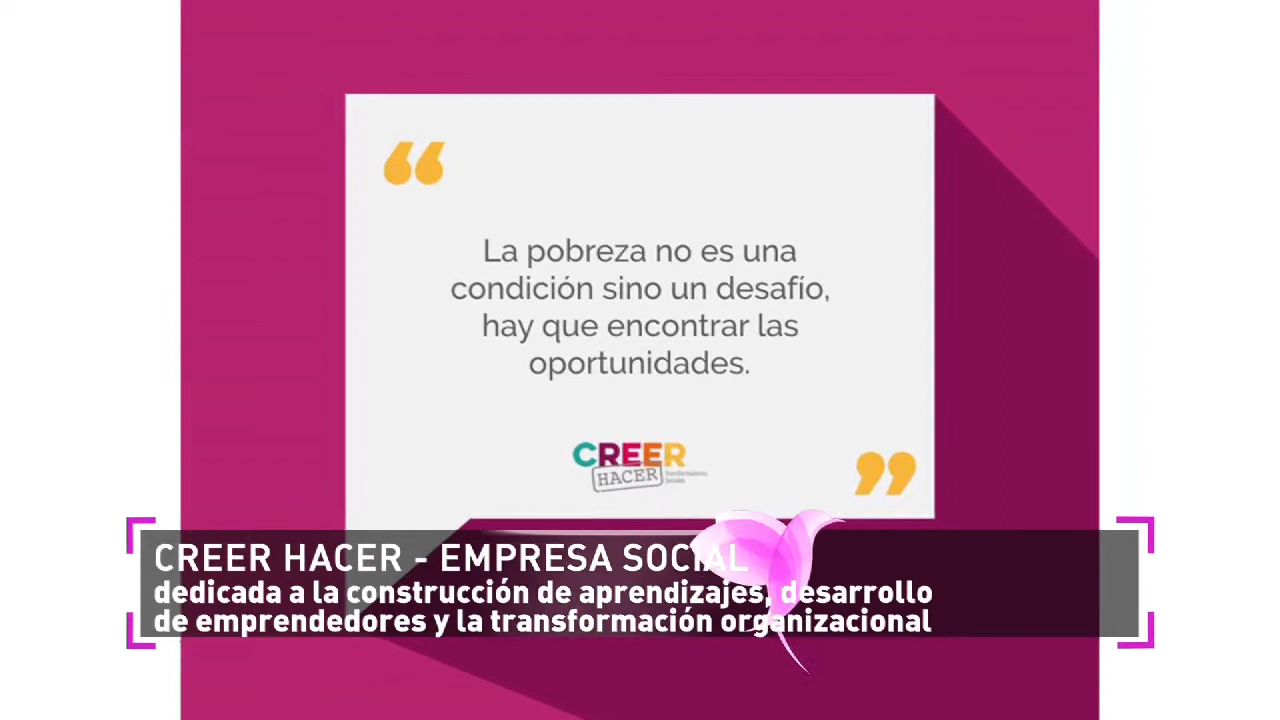 “
La pobreza no es una
condición sino un desafío,
hay que encontrar las
oportunidades.
CREER
HACER
”
CREER HACER - EMPRESA SOCIAL
dedicada a la construcción de aprendizajes, desarrollo
de emprendedores y la transformación organizacional